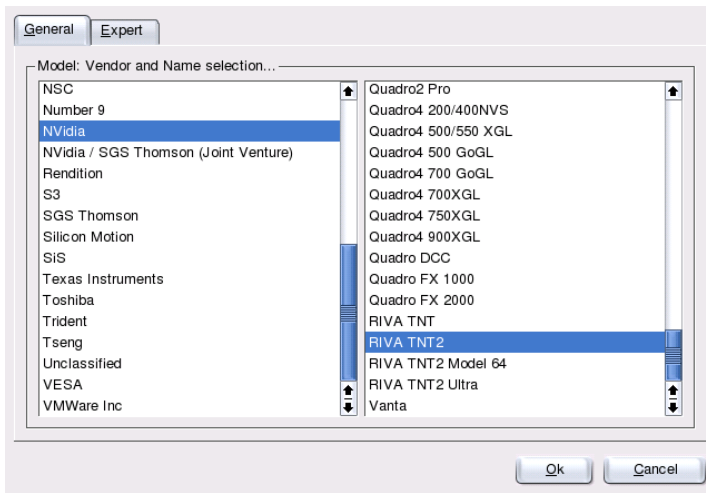 General
Expert
Model: Vendor and Name selection...
NSC
Number 9
NVidia
NVidia / SGS Thomson (Joint Venture)
Rendition
S3
SGS Thomson
Silicon Motion
SiS
Texas Instruments
Toshiba
Trident
Tseng
Unclassified
VESA
VMWare Inc
Quadro2 Pro
Quadro4 200/400NVS
Quadro4 500/550 XGL
Quadro4 500 GoGL
Quadro4 700 GoGL
Quadro4 700XGL
Quadro4 750XGL
Quadro4 900XGL
Quadro DCC
Quadro FX 1000
Quadro FX 2000
RIVA TNT
RIVA TNT2
RIVA TNT2 Model 64
RIVA TNT2 Ultra
Vanta
Ok
Cancel